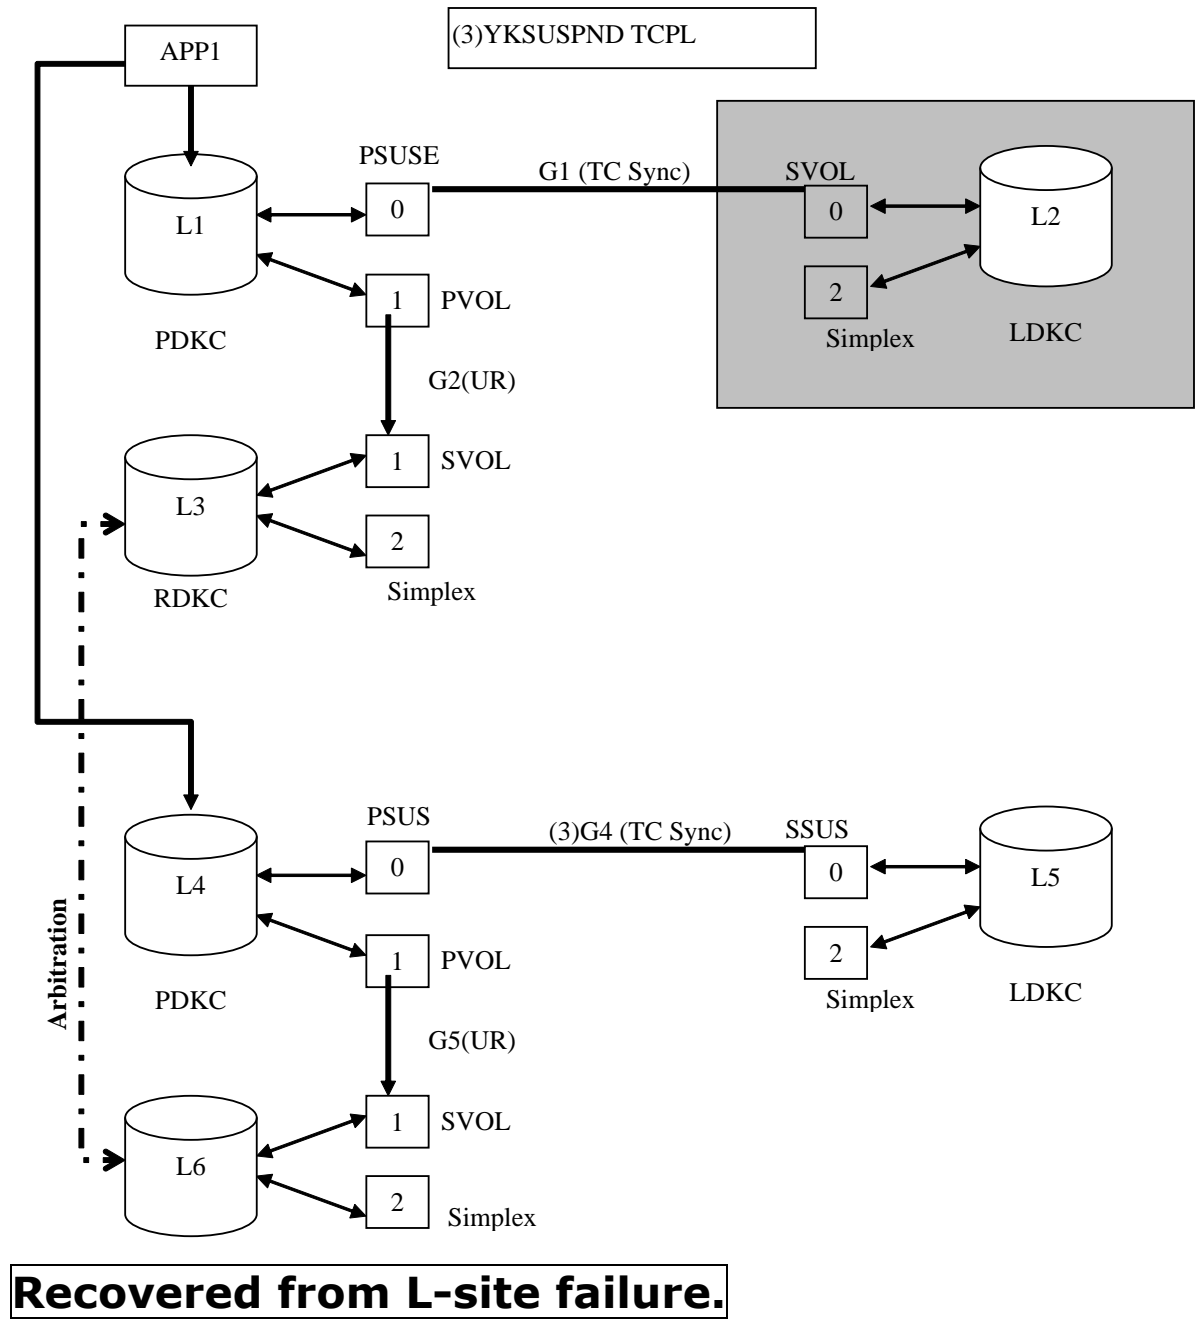 APP1
(3)YKSUSPND TCPL
PSUSE
G1 (TC Sync)
SVOL
L1
0
0
L2
1
PVOL
2
PDKC
Simplex
LDKC
G2(UR)
1
SVOL
L3
2
RDKC
Simplex
PSUS
(3)G4 (TC Sync)
SSUS
L4
0
0
L5
Arbitration
1
PVOL
2
PDKC
Simplex
LDKC
G5(UR)
1
SVOL
L6
2
Simplex
Recovered from L-site failure.